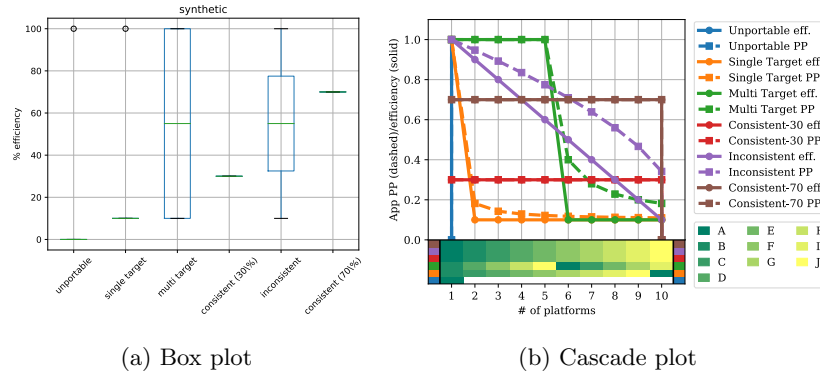 synthetic
100
80
60
40
20
0
% efficiency
unportable
single target
multi target
consistent (30\%)
inconsistent
consistent (70\%)
(a) Box plot
1.0
0.8
0.6
0.4
0.2
0.0
App PP (dashed)/efficiency (solid)
1 2 3 4 5 6 7 8 9 10
# of platforms
Unportable eff.
Unportable PP
Single Target eff
Single Target PP
Multi Target eff.
Multi Target PP
Consistent-30 eff
Consistent-30 PP
Inconsistent eff.
Inconsistent PP
Consistent-70 eff
Consistent-70 PP
A E
B F I
C G J
D
(b) Cascade plot